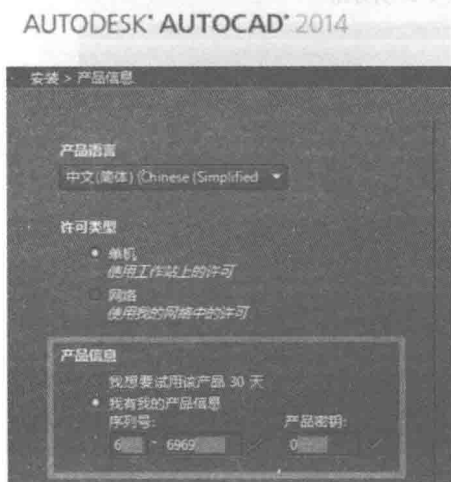 AUTODESK® AUTOCAD® 2014
安装 > 产品信息
产品语言
中文(简体) (Chinese (Simplified
许可类型
单机
使用工作站上的许可
网络
使用我的网络中的许可
产品信息
我想要试用该产品 30 天
我有我的产品信息
序列号: 产品密钥:
6 - 6969 0